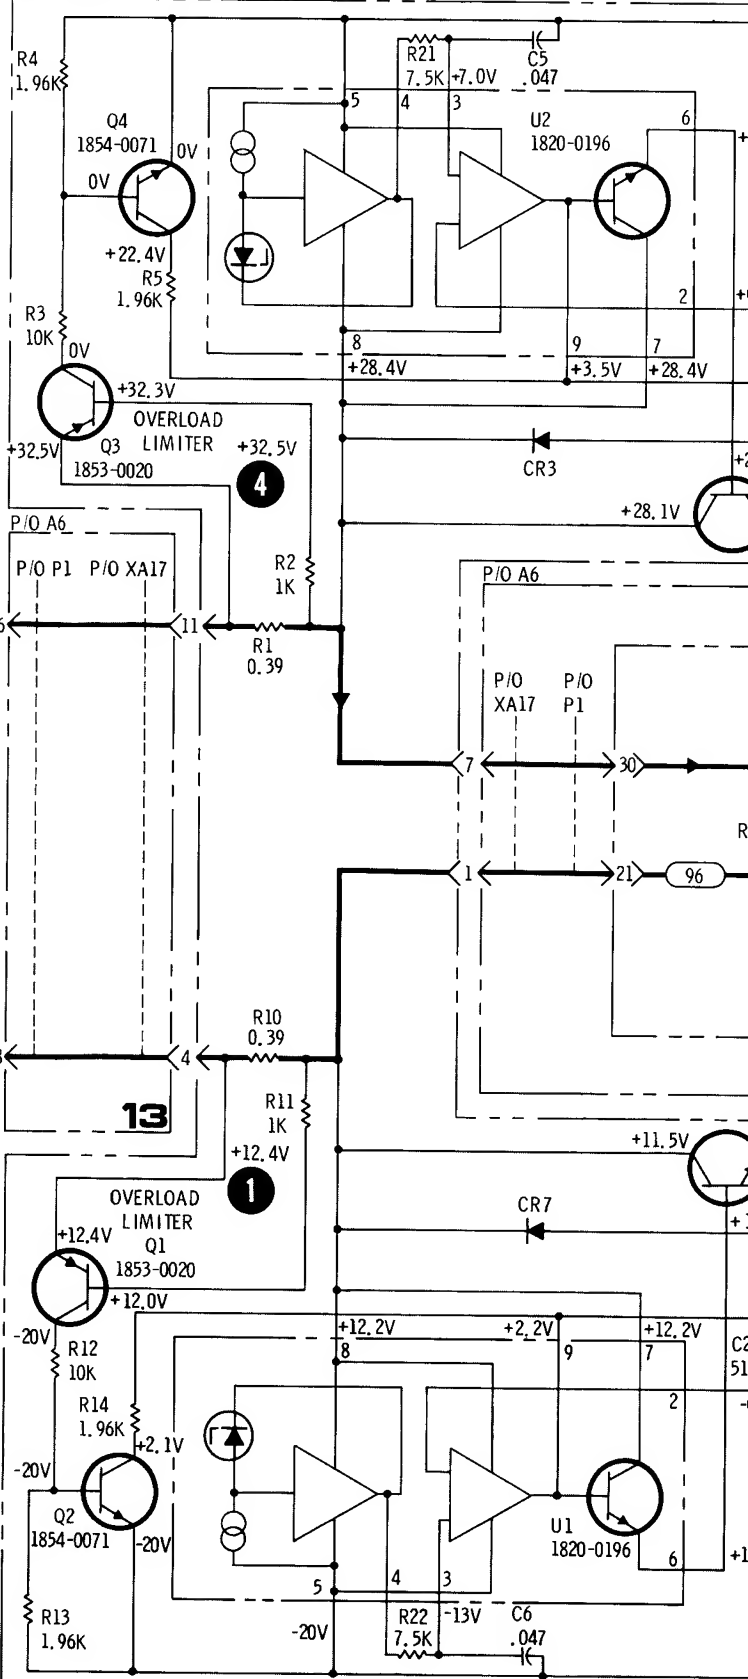 R4
1.96K
Q4
1854-0071
0V
0V
+22.4V
R5
1.96K
R3
10K
0V
+32.3V
OVERLOAD
LIMITER
Q3
1853-0020
+32.5V
+32.5V
4
R21
7.5K
+7.0V
C5
.047
5
4
3
U2
1820-0196
6
2
8
+28.4V
9
+3.5V
7
+28.4V
CR3
+28.1V
P/O A6
P/O P1
P/O XA17
11
R2
1K
R1
0.39
P/O A6
P/O
XA17
P/O
P1
7
30
1
21
96
4
R10
0.39
R11
1K
13
+12.4V
1
OVERLOAD
LIMITER
Q1
1853-0020
+12.4V
+12.0V
+11.5V
CR7
-20V
R12
10K
R14
1.96K
+2.1V
-20V
Q2
1854-0071
-20V
R13
1.96K
+12.2V
8
+2.2V
9
+12.2V
7
2
U1
1820-0196
6
5
4
3
-20V
R22
7.5K
-13V
C6
.047